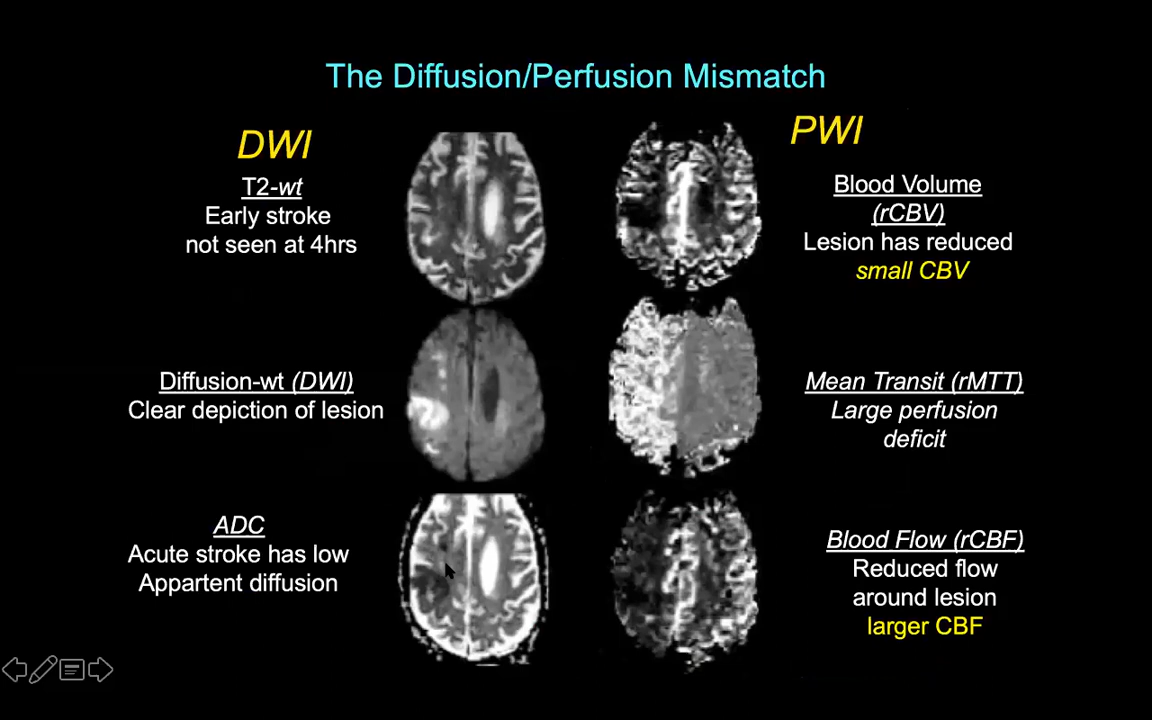 The Diffusion/Perfusion Mismatch
DWI
T2-wt
Early stroke
not seen at 4hrs
Diffusion-wt (DWI)
Clear depiction of lesion
ADC
Acute stroke has low
Appartent diffusion
PWI
Blood Volume
(rCBV)
Lesion has reduced
small CBV
Mean Transit (rMTT)
Large perfusion
deficit
Blood Flow (rCBF)
Reduced flow
around lesion
larger CBF